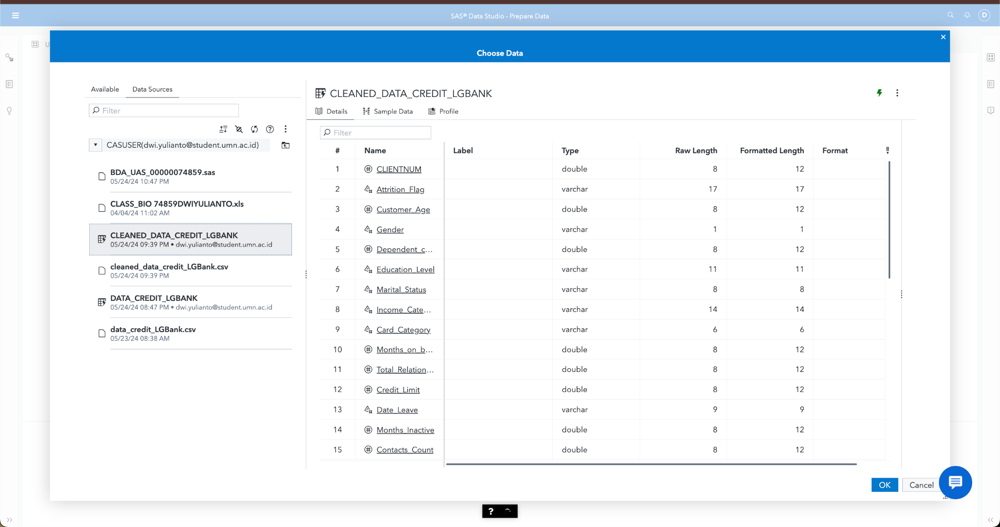 SAS® Data Studio - Prepare Data
D
U
Choose Data
Available
Data Sources
Filter
CASUSER(dwi.yulianto@student.umn.ac.id)
BDA_UAS_00000074859.sas
05/24/24 10:47 PM
CLASS_BIO 74859DWIYULIANTO.xls
04/04/24 11:02 AM
CLEANED_DATA_CREDIT_LGBANK
05/24/24 09:39 PM • dwi.yulianto@student.umn.ac.id
cleaned_data_credit_LGBank.csv
05/24/24 09:39 PM
DATA_CREDIT_LGBANK
05/24/24 08:47 PM • dwi.yulianto@student.umn.ac.id
data_credit_LGBank.csv
05/23/24 08:38 AM
CLEANED_DATA_CREDIT_LGBANK
Details Sample Data Profile
Filter
# Name Label Type Raw Length Formatted Length Format
1 CLIENTNUM double 8 12
2 Attrition_Flag varchar 17 17
3 Customer_Age double 8 12
4 Gender varchar 1 1
5 Dependent_c... double 8 12
6 Education_Level varchar 11 11
7 Marital_Status varchar 8 8
8 Income_Cate... varchar 14 14
9 Card_Category varchar 6 6
10 Months_on_b... double 8 12
11 Total_Relation... double 8 12
12 Credit_Limit double 8 12
13 Date_Leave varchar 9 9
14 Months_Inactive double 8 12
15 Contacts_Count double 8 12
OK Cancel
?